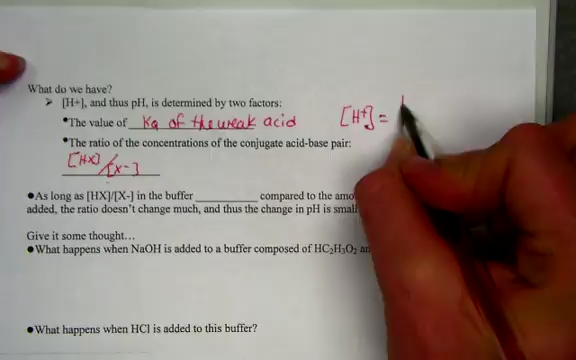 What do we have?
➢ [H+], and thus pH, is determined by two factors:
•The value of Ka of the weak acid
[H+] =
•The ratio of the concentrations of the conjugate acid-base pair:
[HX]/[X-]
●As long as [HX]/[X-] in the buffer __________ compared to the amo
added, the ratio doesn't change much, and thus the change in pH is small
Give it some thought…
●What happens when NaOH is added to a buffer composed of HC₂H₃O₂ an
●What happens when HCl is added to this buffer?